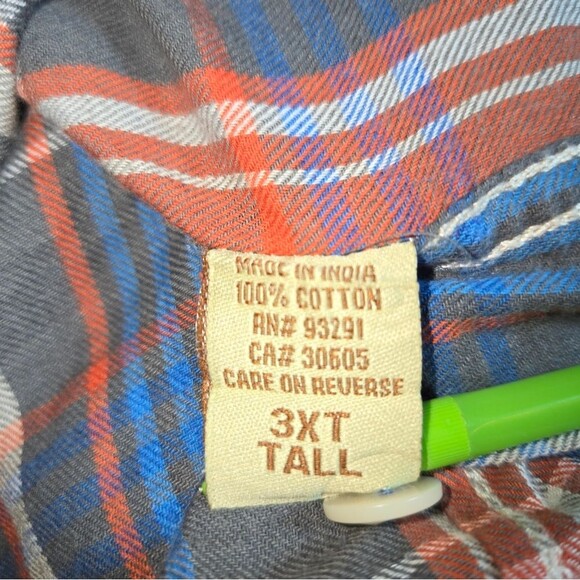 MADE IN INDIA
100% COTTON
RN# 93291
CA# 30605
CARE ON REVERSE
3XT
TALL